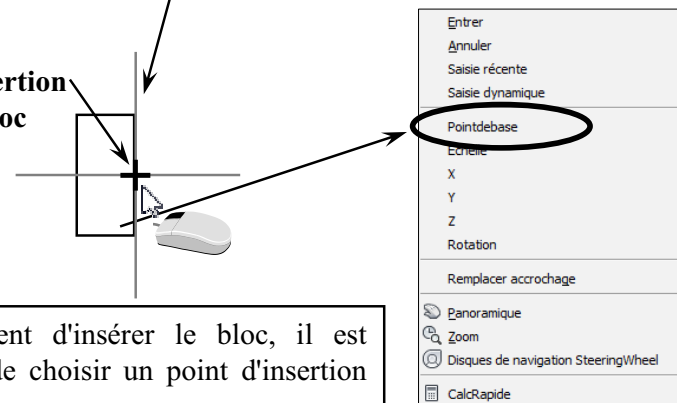 ertion
oc
Entrer
Annuler
Saisie récente
Saisie dynamique
Pointdebase
Echelle
X
Y
Z
Rotation
Remplacer accrochage
Panoramique
Zoom
Disques de navigation SteeringWheel
CalcRapide
ent d'insérer le bloc, il est
de choisir un point d'insertion